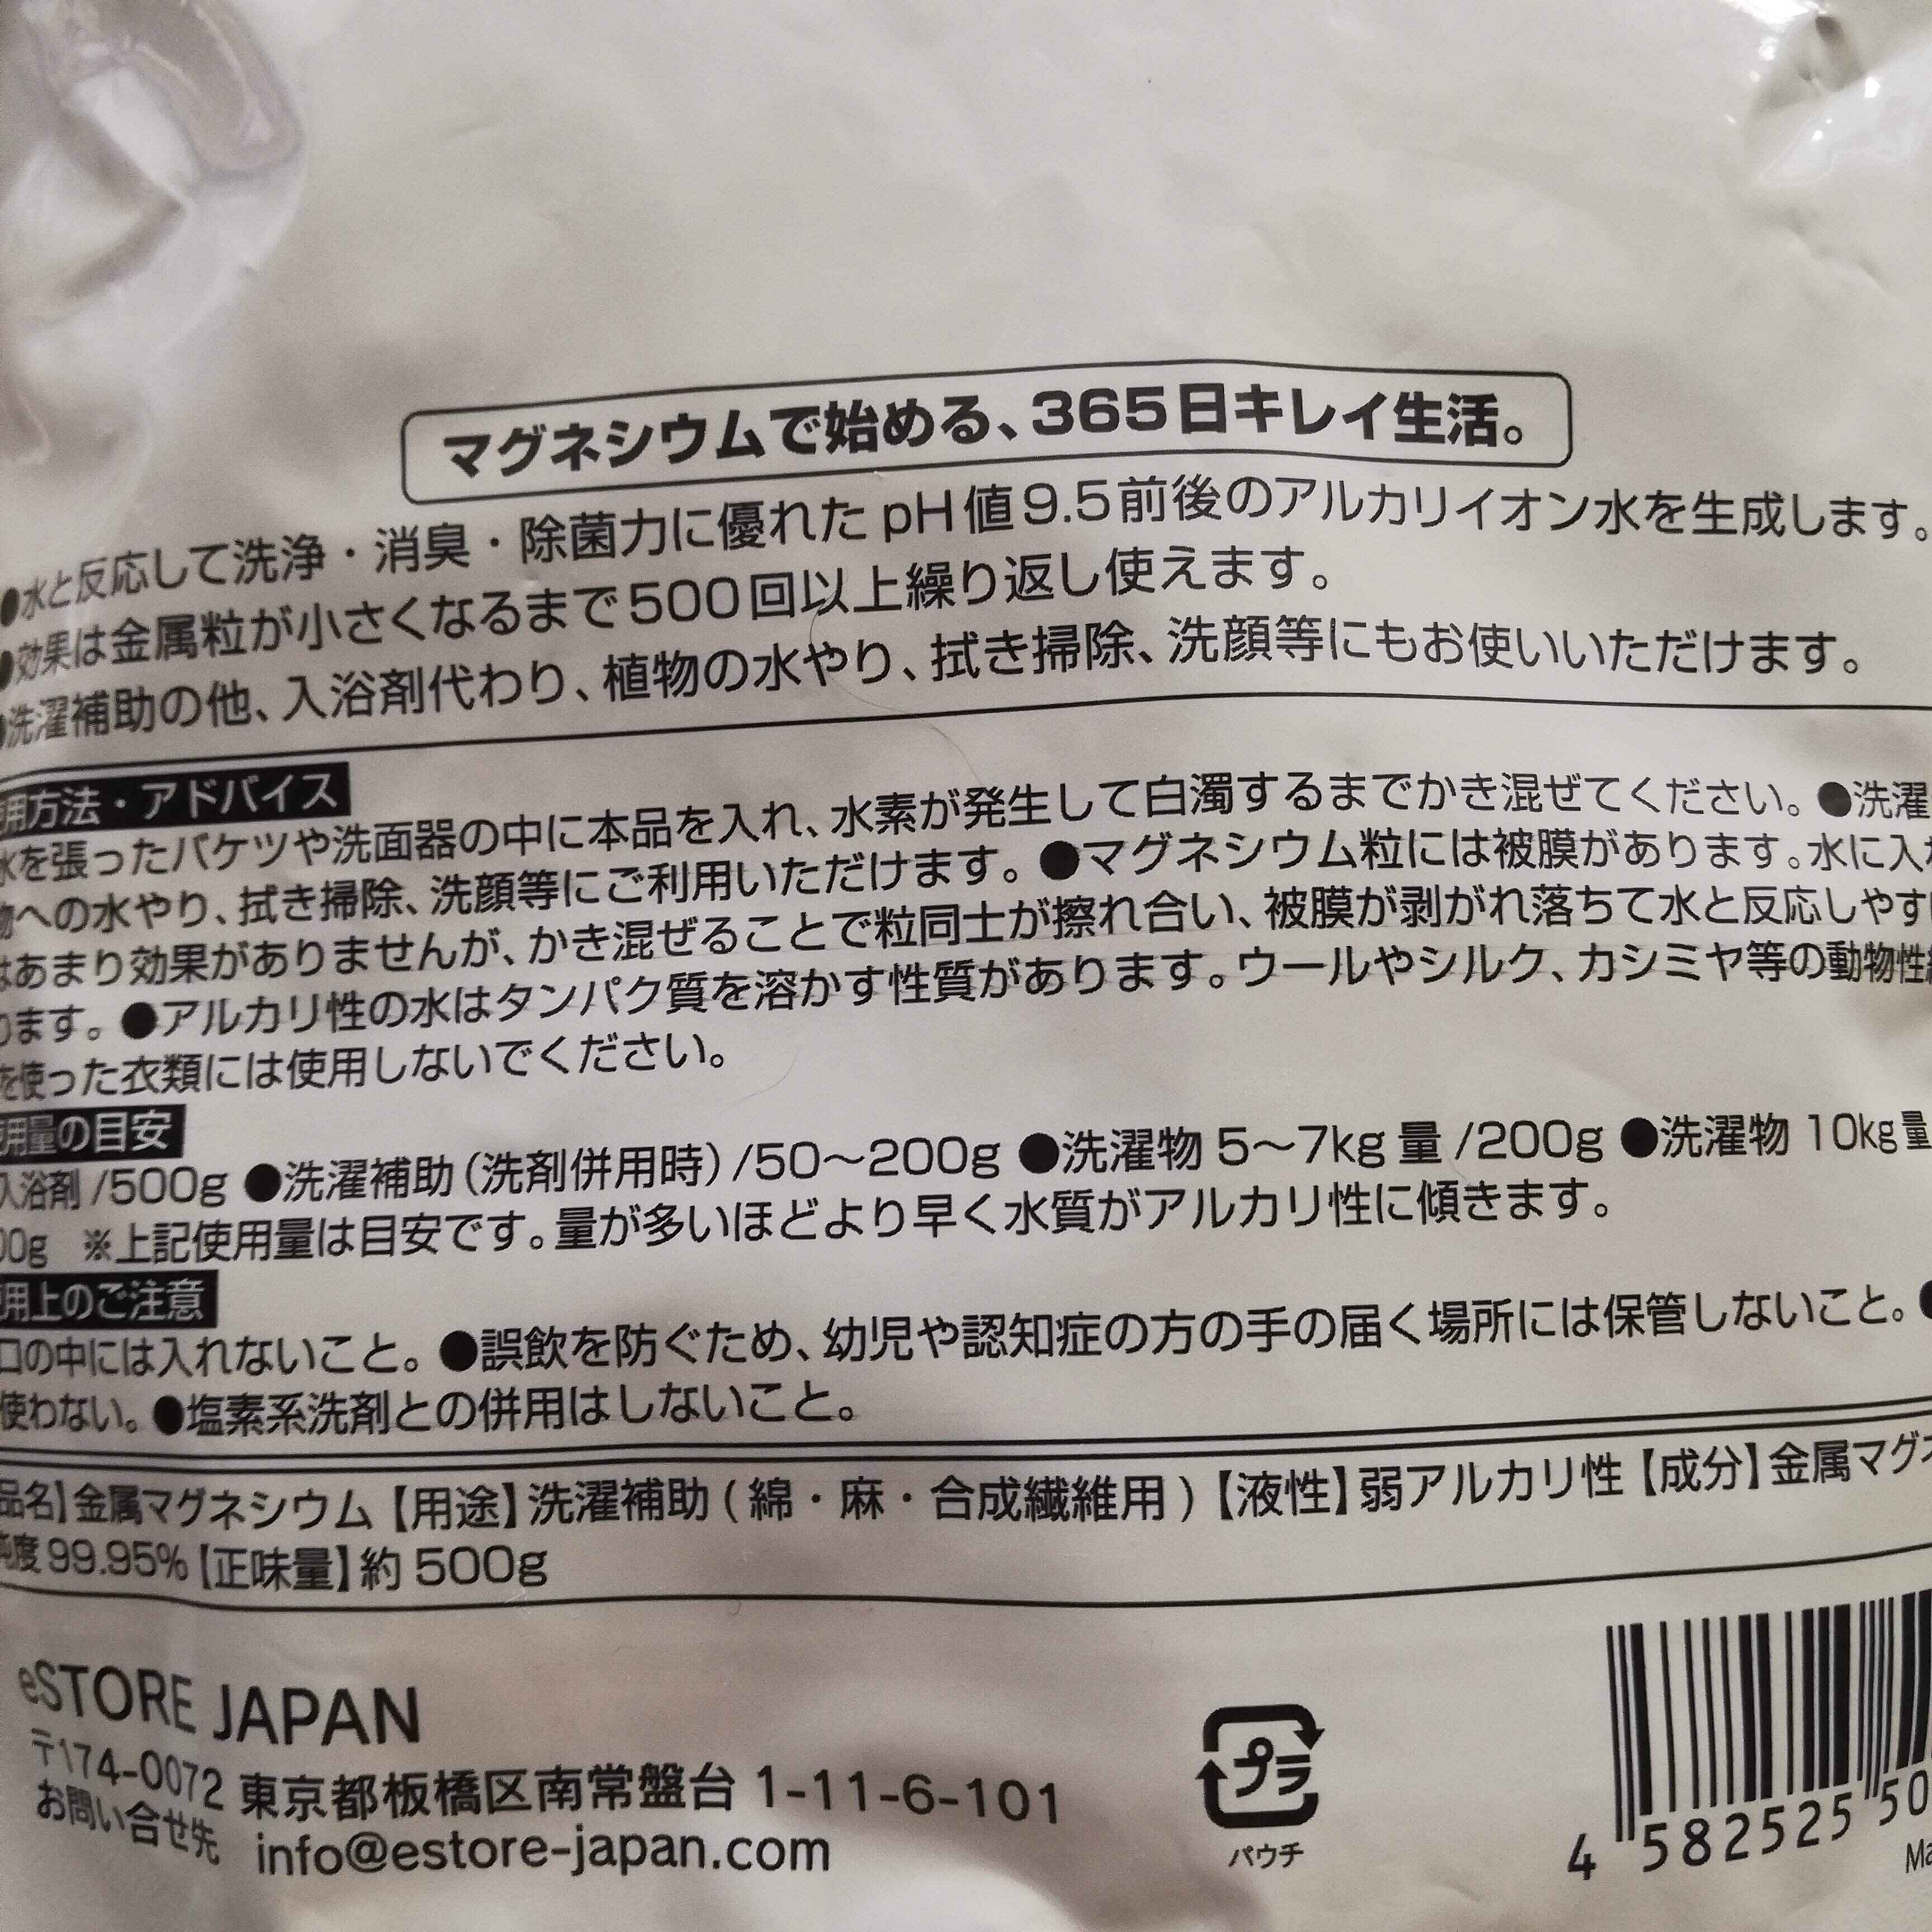 マグネシウムで始める、365日キレイ生活。
●水と反応して洗浄・消臭・除菌力に優れた pH値9.5前後のアルカリイオン水を生成します。
●効果は金属粒が小さくなるまで500回以上繰り返し使えます。
●洗濯補助の他、入浴剤代わり、植物の水やり、拭き掃除、洗顔等にもお使いいただけます。
用方法・アドバイス
水を張ったバケツや洗面器の中に本品を入れ、水素が発生して白濁するまでかき混ぜてください。●洗濯
物への水やり、拭き掃除、洗顔等にご利用いただけます。●マグネシウム粒には被膜があります。水に入
はあまり効果がありませんが、かき混ぜることで粒同士が擦れ合い、被膜が剥がれ落ちて水と反応しやす
ります。●アルカリ性の水はタンパク質を溶かす性質があります。ウールやシルク、カシミヤ等の動物性
を使った衣類には使用しないでください。
用量の目安
入浴剤/500g ●洗濯補助(洗剤併用時)/50～200g ●洗濯物 5～7kg 量/200g ●洗濯物 10kg量
00g ※上記使用量は目安です。量が多いほどより早く水質がアルカリ性に傾きます。
用上のご注意
口の中には入れないこと。●誤飲を防ぐため、幼児や認知症の方の手の届く場所には保管しないこと。●
使わない。●塩素系洗剤との併用はしないこと。
品名】金属マグネシウム【用途】洗濯補助(綿・麻・合成繊維用)【液性】弱アルカリ性【成分】金属マグネ
純度99.95%【正味量】約 500g
eSTORE JAPAN
〒174-0072 東京都板橋区南常盤台 1-11-6-101
お問い合せ先 info@estore-japan.com
プラ
パウチ
4 582525 50
Ma